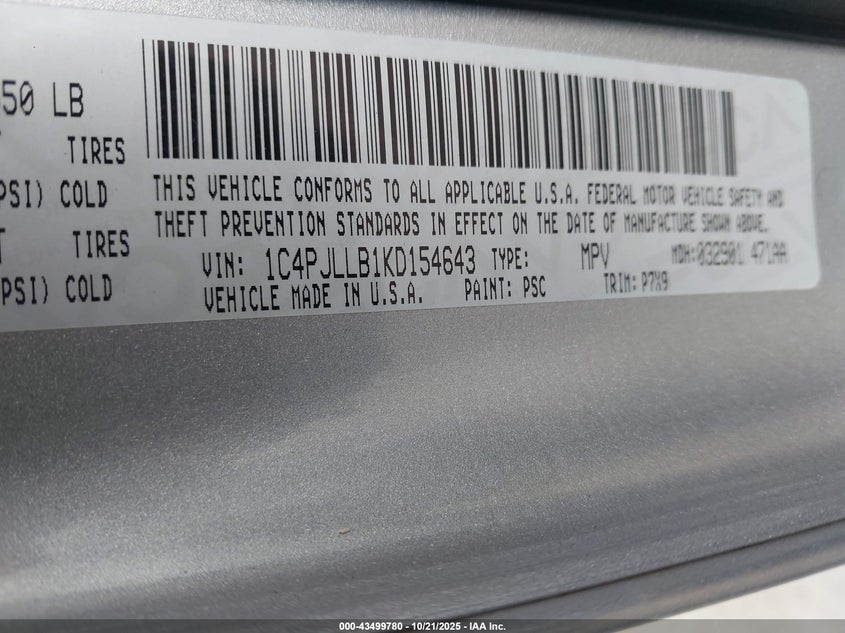 50 LB
TIRES
PSI) COLD
TIRES
PSI) COLD
THIS VEHICLE CONFORMS TO ALL APPLICABLE U.S.A. FEDERAL MOTOR VEHICLE SAFETY AND
THEFT PREVENTION STANDARDS IN EFFECT ON THE DATE OF MANUFACTURE SHOWN ABOVE.
VIN: 1C4PJLLB1KD154643 TYPE: MPV MDH:032901 471AA
VEHICLE MADE IN U.S.A. PAINT: PSC TRIM: P7X9
000-43499780 - 10/21/2025 - IAA Inc.